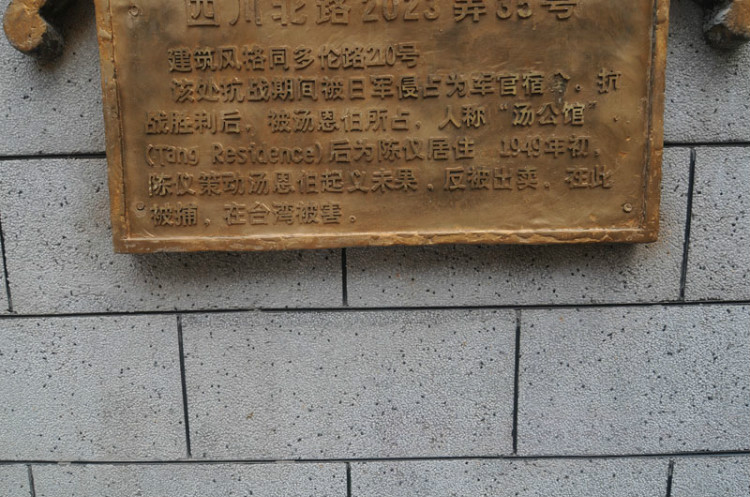 四川北路2023弄35号
建筑风格同多伦路210号
该处抗战期间被日军侵占为军官宿舍。抗
战胜利后，被汤恩伯所占，人称“汤公馆”
(Tang Residence)后为陈仪居住 1949年初，
陈仪策动汤恩伯起义未果，反被出卖，在此
被捕，在台湾被害。